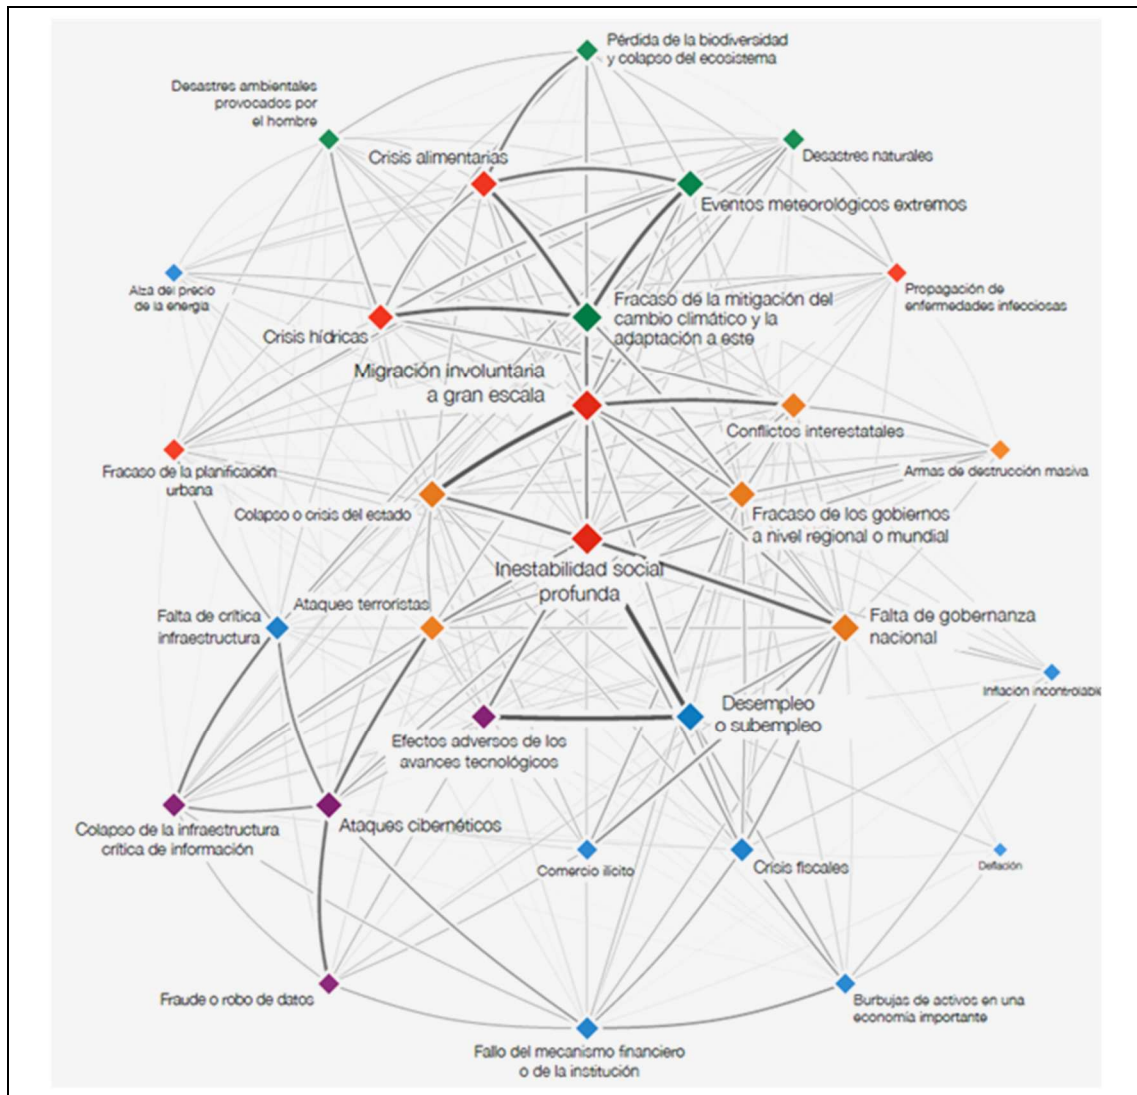 Pérdida de la biodiversidad
y colapso del ecosistema
Desastres ambientales
provocados por
el hombre
Crisis alimentarias
Desastres naturales
Eventos meteorológicos extremos
Alza del precio
de la energía
Propagación de
enfermedades infecciosas
Fracaso de la mitigación del
cambio climático y la
adaptación a este
Crisis hídricas
Migración involuntaria
a gran escala
Conflictos interestatales
Fracaso de la planificación
urbana
Armas de destrucción masiva
Colapso o crisis del estado
Fracaso de los gobiernos
a nivel regional o mundial
Inestabilidad social
profunda
Falta de crítica
infraestructura
Ataques terroristas
Falta de gobernanza
nacional
Inflación incontrolable
Desempleo
o subempleo
Efectos adversos de los
avances tecnológicos
Colapso de la infraestructura
crítica de información
Ataques cibernéticos
Comercio ilícito
Crisis fiscales
Deflación
Fraude o robo de datos
Burbujas de activos en una
economía importante
Fallo del mecanismo financiero
o de la institución